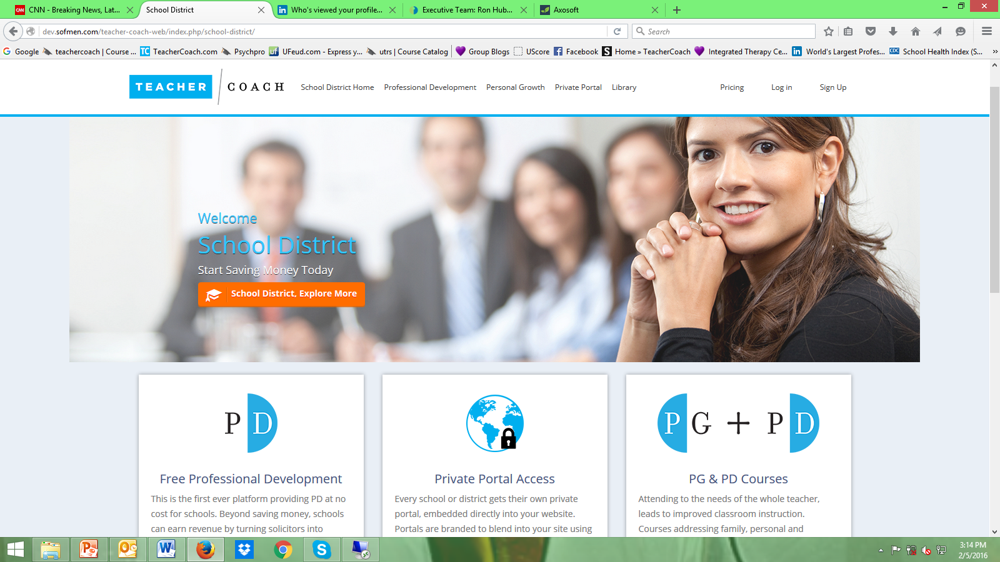 CNN - Breaking News, Lat...
School District
Who's viewed your profile...
Executive Team: Ron Hub...
Axosoft
dev.sofmen.com/teacher-coach-web/index.php/school-district/
Search
Google
teachercoach | Course ...
TC TeacherCoach.com
Psychpro
uf UFeud.com - Express y...
utrs | Course Catalog
Group Blogs
UScore
Facebook
S Home » TeacherCoach
Integrated Therapy Ce...
in World's Largest Profes...
CDC School Health Index (S...
TEACHER COACH
School District Home
Professional Development
Personal Growth
Private Portal
Library
Pricing
Log in
Sign Up
Welcome
School District
Start Saving Money Today
School District, Explore More
P D
Free Professional Development
This is the first ever platform providing PD at no
cost for schools. Beyond saving money, schools
can earn revenue by turning solicitors into
Private Portal Access
Every school or district gets their own private
portal, embedded directly into your website.
Portals are branded to blend into your site using
P G + P D
PG & PD Courses
Attending to the needs of the whole teacher,
leads to improved classroom instruction.
Courses addressing family, personal and
3:14 PM
2/5/2016